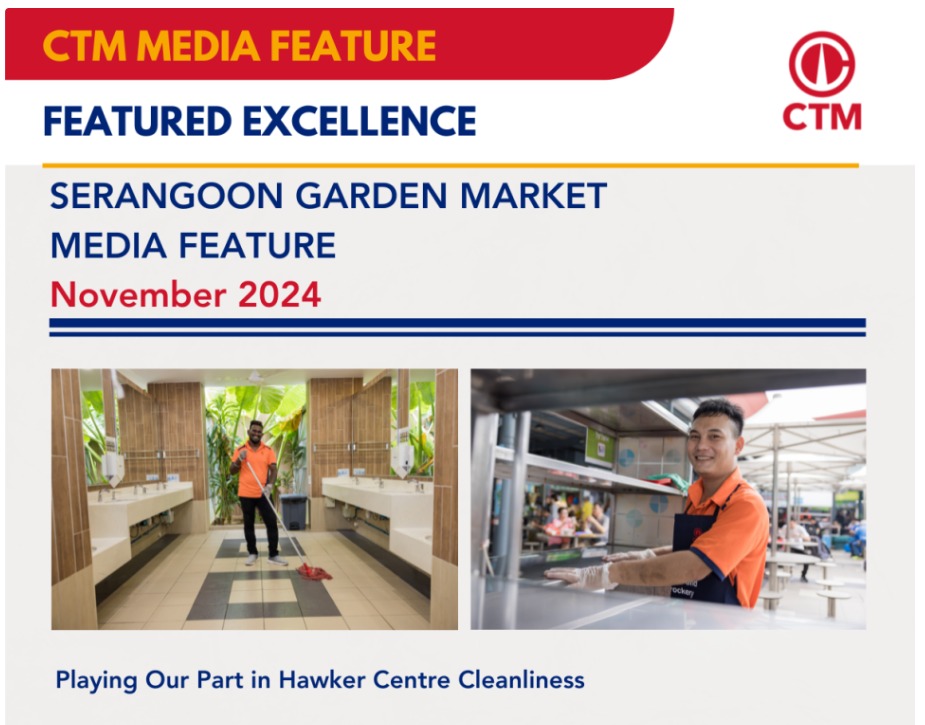 CTM MEDIA FEATURE
CTM
FEATURED EXCELLENCE
SERANGOON GARDEN MARKET
MEDIA FEATURE
November 2024
Playing Our Part in Hawker Centre Cleanliness